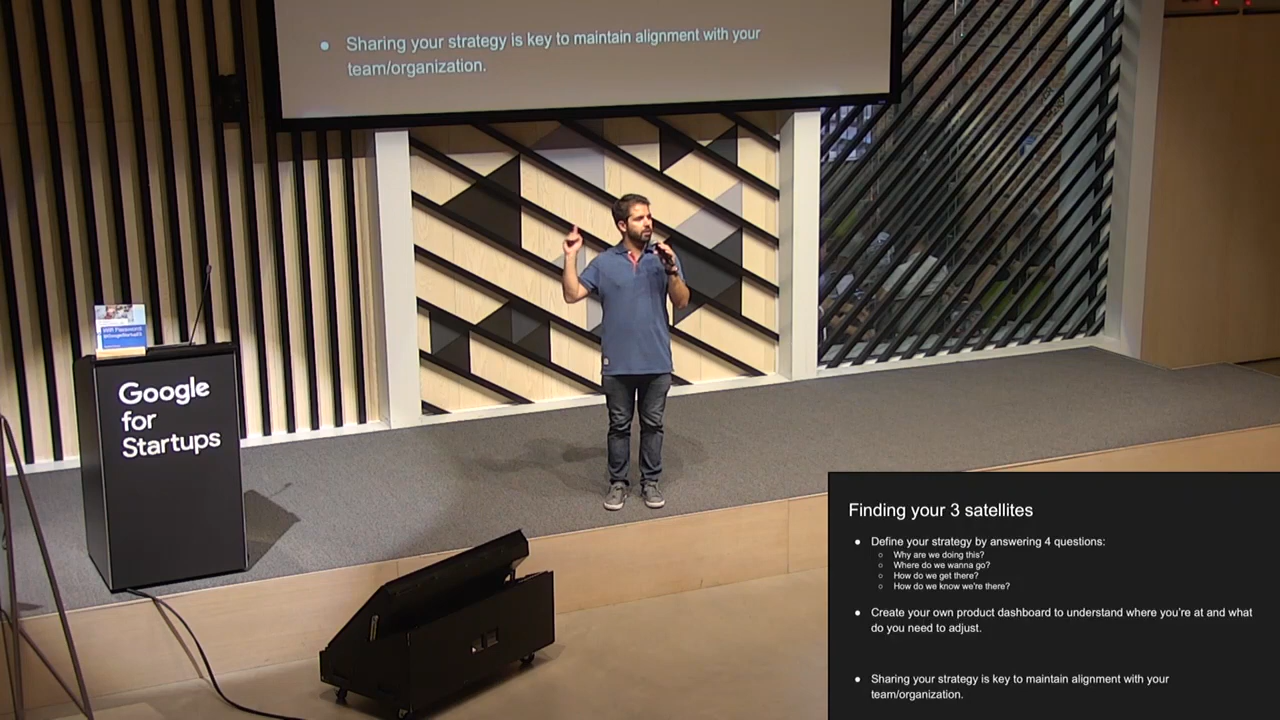 ● Sharing your strategy is key to maintain alignment with your
team/organization.
Wifi Password
Google
for
Startups
Finding your 3 satellites
● Define your strategy by answering 4 questions:
○ Why are we doing this?
○ Where do we wanna go?
○ How do we get there?
○ How do we know we're there?
● Create your own product dashboard to understand where you're at and what
do you need to adjust.
● Sharing your strategy is key to maintain alignment with your
team/organization.